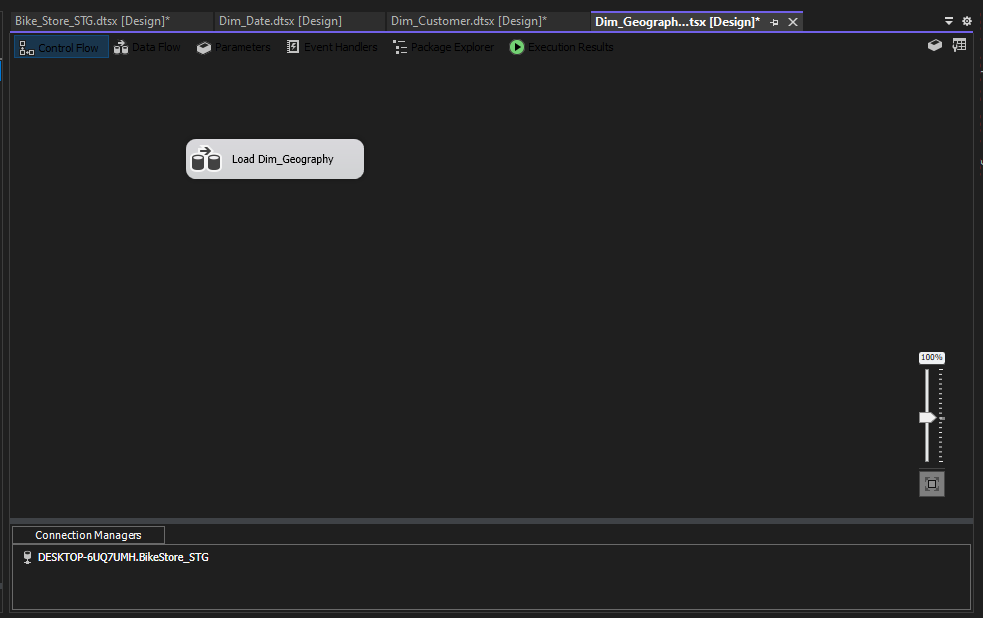 Bike_Store_STG.dtsx [Design]* Dim_Date.dtsx [Design] Dim_Customer.dtsx [Design]* Dim_Geograph...tsx [Design]*
Control Flow Data Flow Parameters Event Handlers Package Explorer Execution Results
Load Dim_Geography
100%
Connection Managers
DESKTOP-6UQ7UMH.BikeStore_STG